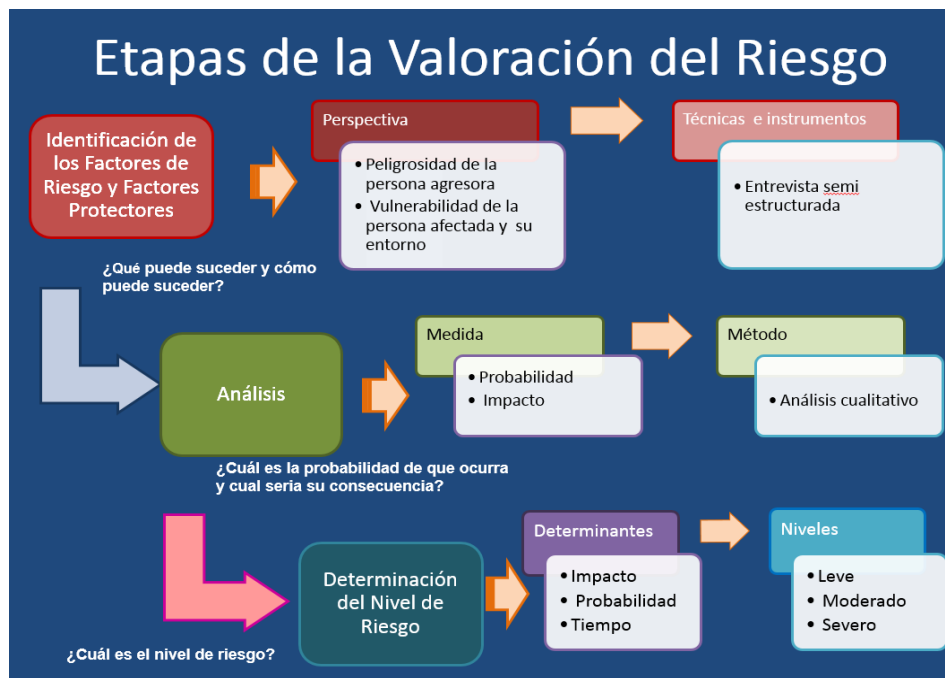 Etapas de la Valoración del Riesgo
Identificación de
los Factores de
Riesgo y Factores
Protectores
Perspectiva
• Peligrosidad de la
persona agresora
• Vulnerabilidad de la
persona afectada y su
entorno
Técnicas e instrumentos
• Entrevista semi
estructurada
¿Qué puede suceder y cómo
puede suceder?
Análisis
Medida
• Probabilidad
• Impacto
Método
• Análisis cualitativo
¿Cuál es la probabilidad de que ocurra
y cual seria su consecuencia?
Determinación
del Nivel de
Riesgo
Determinantes
• Impacto
• Probabilidad
• Tiempo
Niveles
• Leve
• Moderado
• Severo
¿Cuál es el nivel de riesgo?